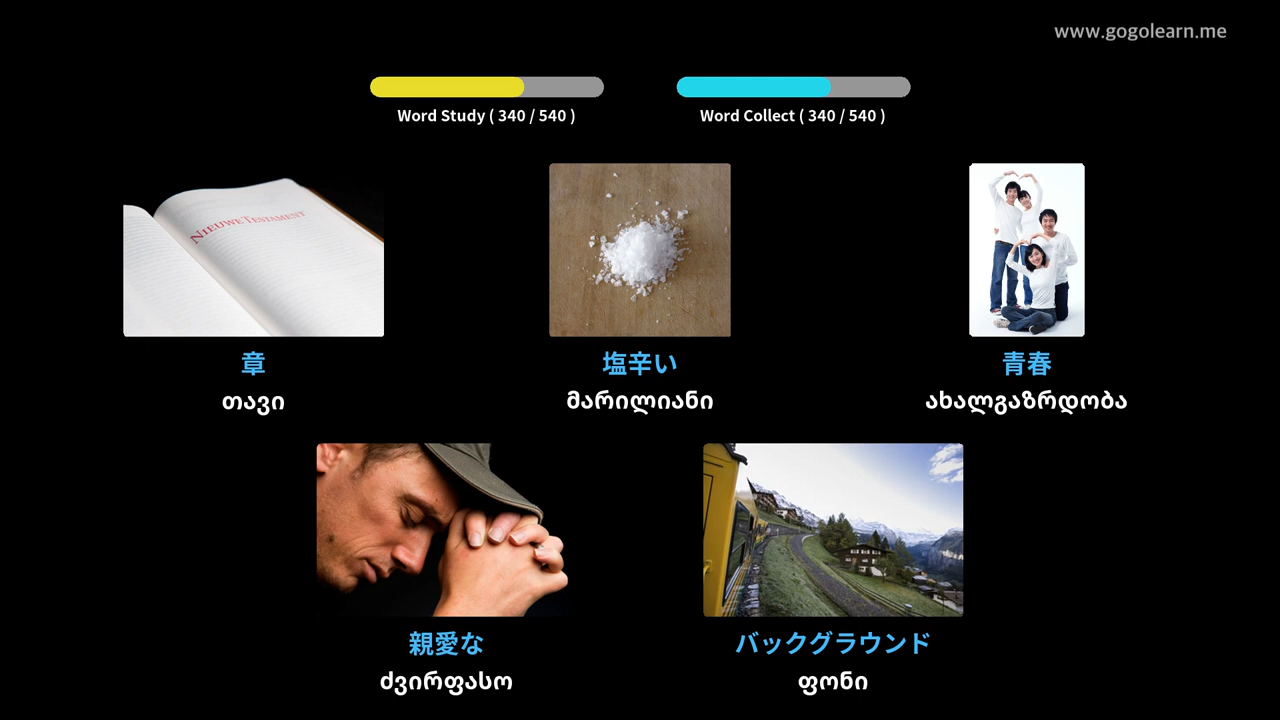 www.gogolearn.me
Word Study ( 340 / 540 )
Word Collect ( 340 / 540 )
NIEUWE TESTAMENT
章
თავი
塩辛い
მარილიანი
青春
ახალგაზრდობა
親愛な
ძვირფასო
バックグラウンド
ფონი